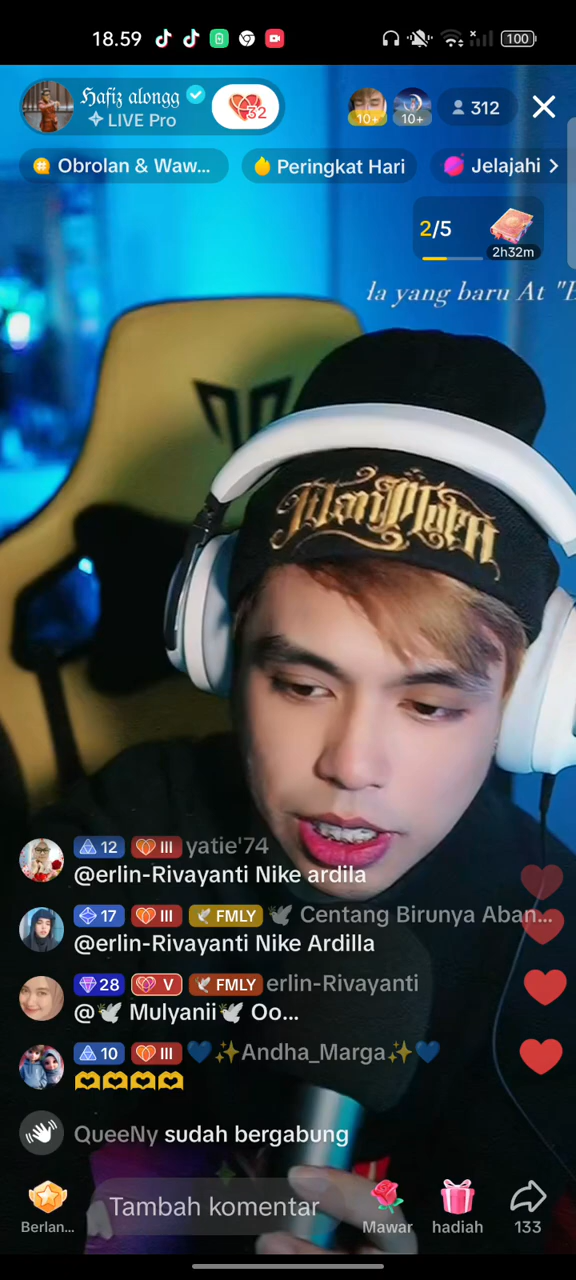 18.59
100
Hafiz alongg
LIVE Pro
32
10+
10+
312
Obrolan & Waw...
Peringkat Hari
Jelajahi
2/5
2h32m
la yang baru At "B
12 III yatie'74
@erlin-Rivayanti Nike ardila
17 III FMLY 🕊 Centang Birunya Aban...
@erlin-Rivayanti Nike Ardilla
28 V FMLY erlin-Rivayanti
@🕊 Mulyanii🕊 Oo...
10 III 💙✨Andha_Marga✨💙
🫶🫶🫶🫶
QueeNy sudah bergabung
Berlan...
Tambah komentar
Mawar
hadiah
133